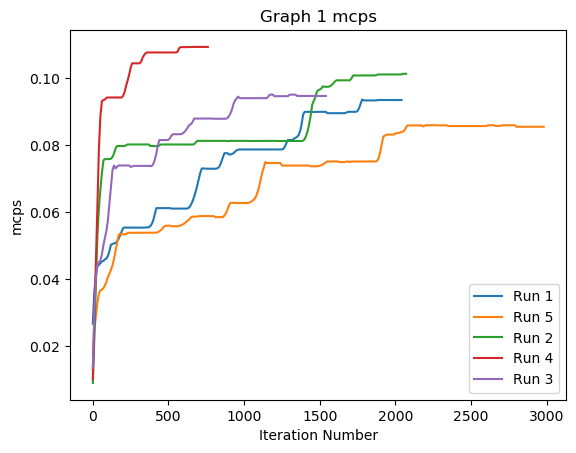 Graph 1 mcps
mcps
0.10
0.08
0.06
0.04
0.02
0
500
1000
1500
2000
2500
3000
Iteration Number
Run 1
Run 5
Run 2
Run 4
Run 3